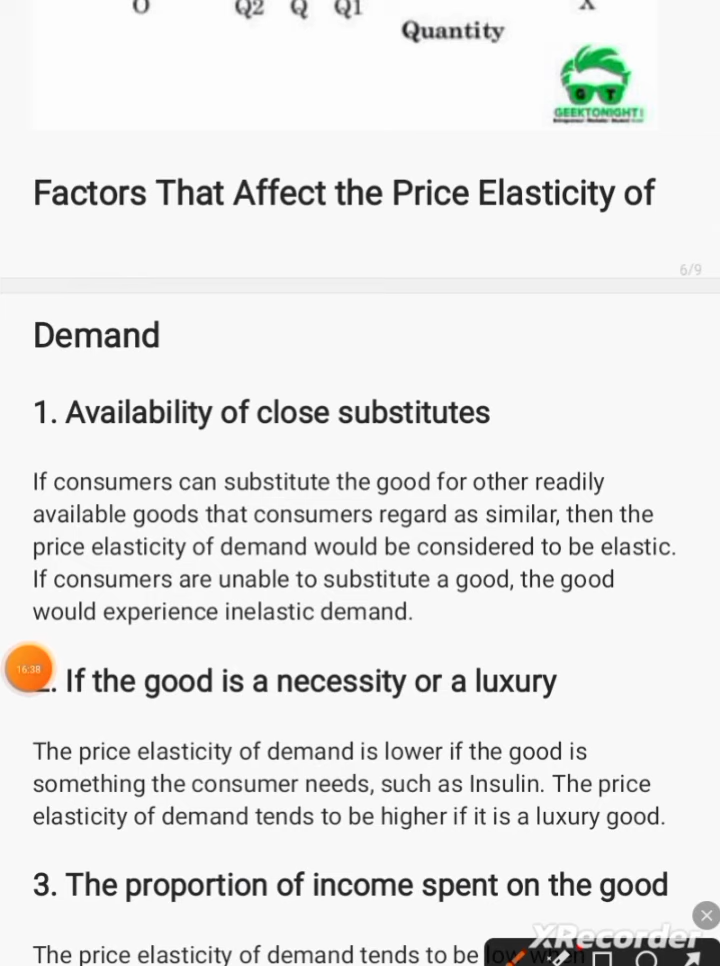 O Q2 Q Q1 X
Quantity
G T
GEEKTONIGHT!
Factors That Affect the Price Elasticity of
6/9
Demand
1. Availability of close substitutes
If consumers can substitute the good for other readily
available goods that consumers regard as similar, then the
price elasticity of demand would be considered to be elastic.
If consumers are unable to substitute a good, the good
would experience inelastic demand.
16:38
. If the good is a necessity or a luxury
The price elasticity of demand is lower if the good is
something the consumer needs, such as Insulin. The price
elasticity of demand tends to be higher if it is a luxury good.
3. The proportion of income spent on the good
XRecorder
The price elasticity of demand tends to be low when